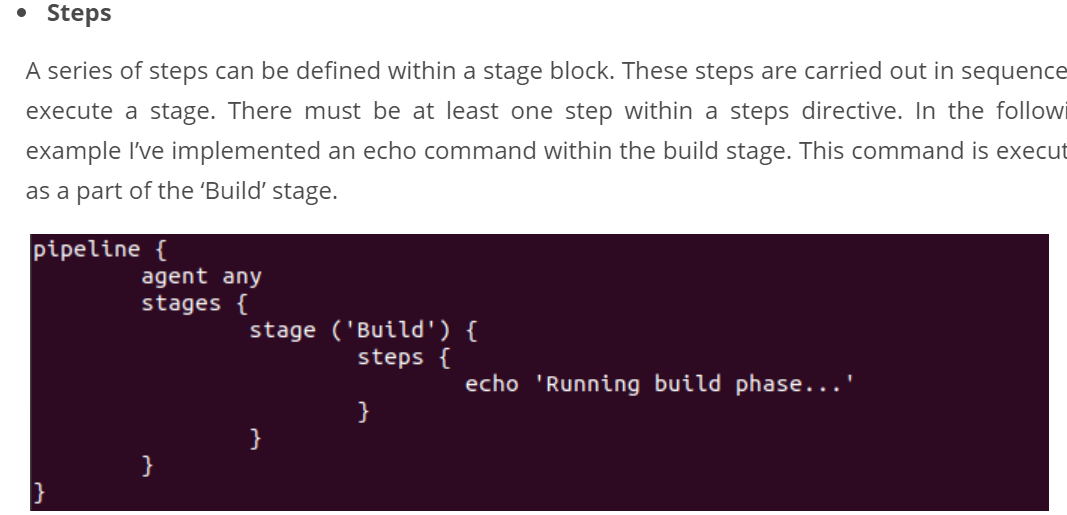 • Steps
A series of steps can be defined within a stage block. These steps are carried out in sequence
execute a stage. There must be at least one step within a steps directive. In the followi
example I’ve implemented an echo command within the build stage. This command is execut
as a part of the ‘Build’ stage.
pipeline {
        agent any
        stages {
                stage ('Build') {
                        steps {
                                echo 'Running build phase...'
                        }
                }
        }
}